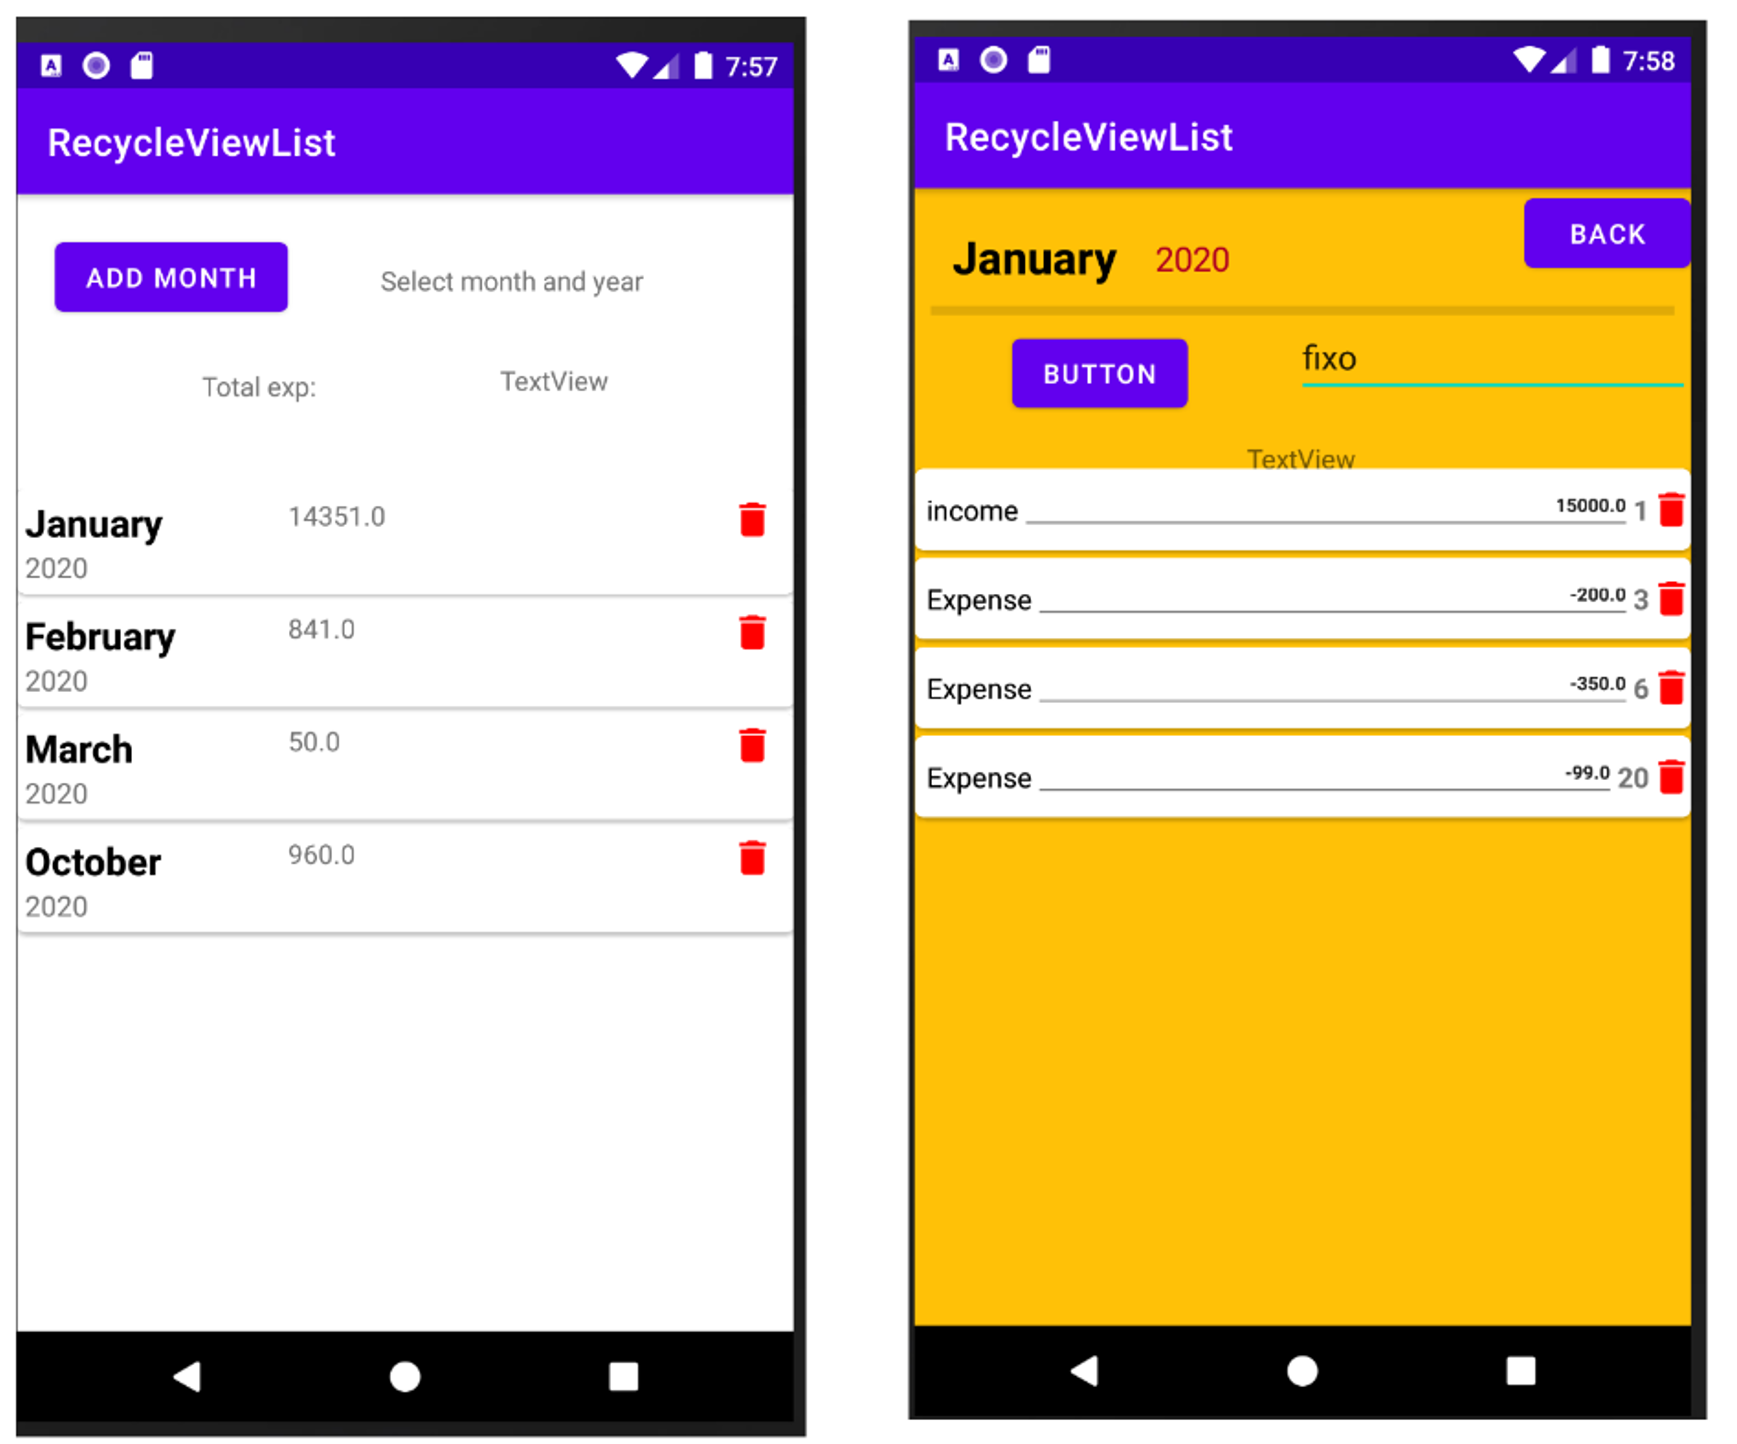 7:57
RecycleViewList
ADD MONTH Select month and year
Total exp: TextView
January 14351.0
2020
February 841.0
2020
March 50.0
2020
October 960.0
2020
7:58
RecycleViewList
BACK
January 2020
BUTTON fixo
TextView
income 15000.0 1
Expense -200.0 3
Expense -350.0 6
Expense -99.0 20